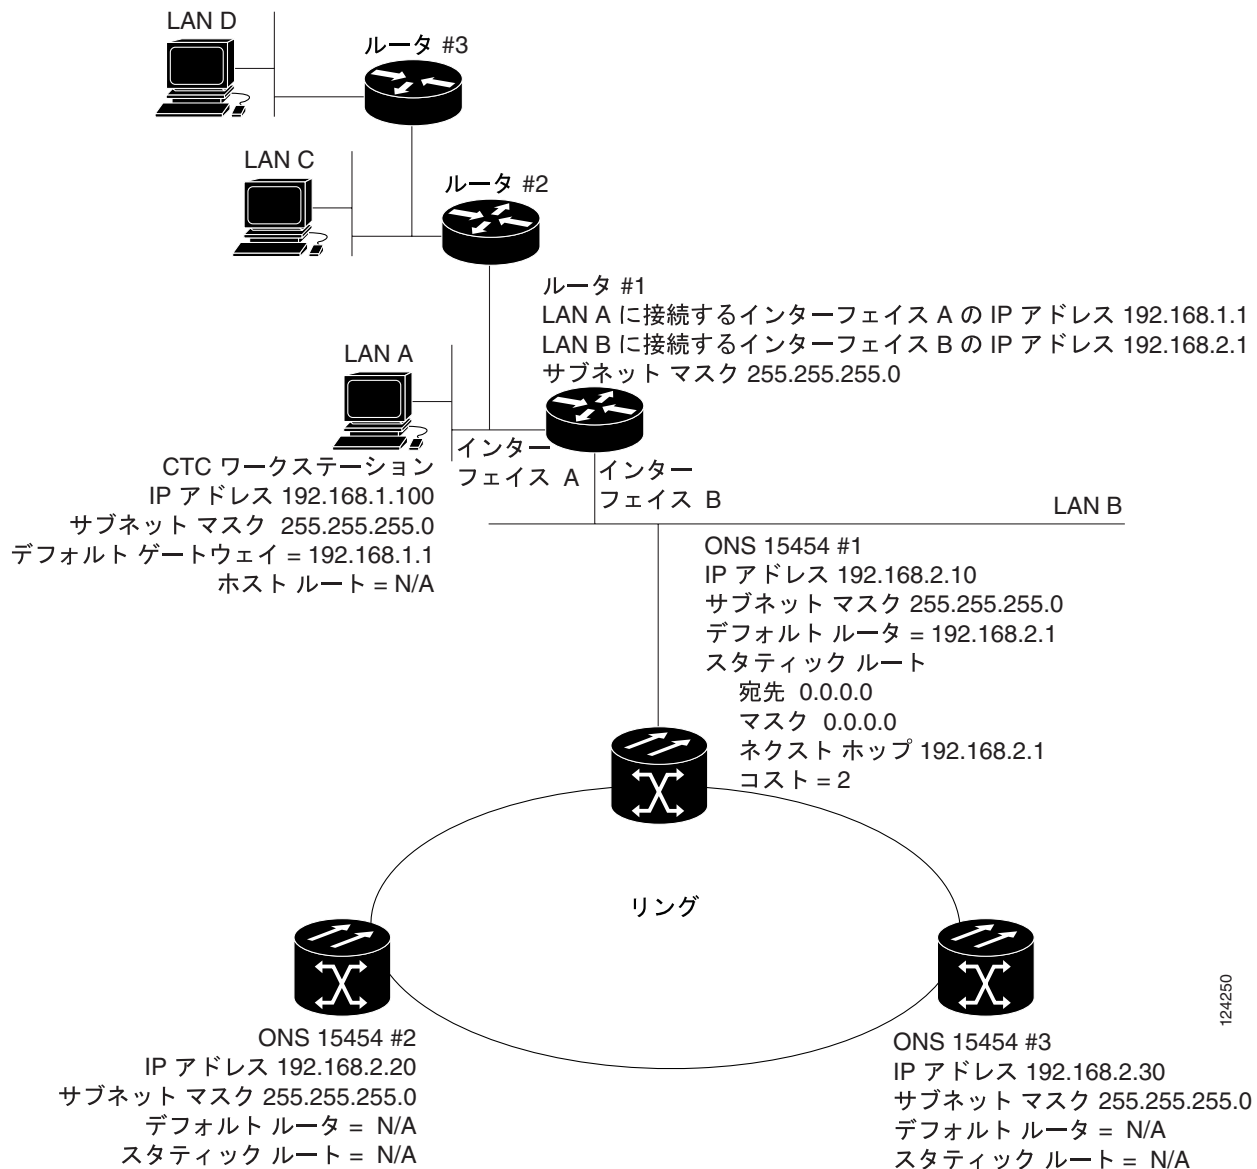 LAN D
ルータ #3
LAN C
ルータ #2
ルータ #1
LAN A に接続するインターフェイス A の IP アドレス 192.168.1.1
LAN B に接続するインターフェイス B の IP アドレス 192.168.2.1
サブネット マスク 255.255.255.0
LAN A
インター
フェイス A
CTC ワークステーション
IP アドレス 192.168.1.100
サブネット マスク 255.255.255.0
デフォルト ゲートウェイ = 192.168.1.1
ホスト ルート = N/A
インター
フェイス B
LAN B
ONS 15454 #1
IP アドレス 192.168.2.10
サブネット マスク 255.255.255.0
デフォルト ルータ = 192.168.2.1
スタティック ルート
宛先 0.0.0.0
マスク 0.0.0.0
ネクスト ホップ 192.168.2.1
コスト = 2
リング
ONS 15454 #2
IP アドレス 192.168.2.20
サブネット マスク 255.255.255.0
デフォルト ルータ = N/A
スタティック ルート = N/A
ONS 15454 #3
IP アドレス 192.168.2.30
サブネット マスク 255.255.255.0
デフォルト ルータ = N/A
スタティック ルート = N/A
124250